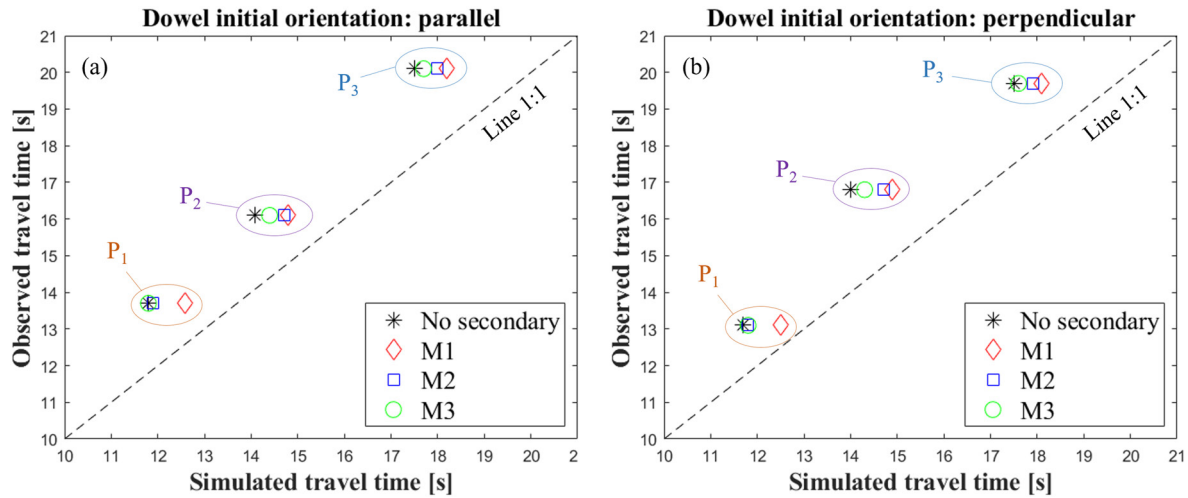 Dowel initial orientation: parallel
(a)
P3
P2
P1
Line 1:1
No secondary
M1
M2
M3
21
20
19
18
17
16
15
14
13
12
11
10
10 11 12 13 14 15 16 17 18 19 20 2
Observed travel time [s]
Simulated travel time [s]
Dowel initial orientation: perpendicular
(b)
P3
P2
P1
Line 1:1
No secondary
M1
M2
M3
21
20
19
18
17
16
15
14
13
12
11
10
10 11 12 13 14 15 16 17 18 19 20 21
Observed travel time [s]
Simulated travel time [s]